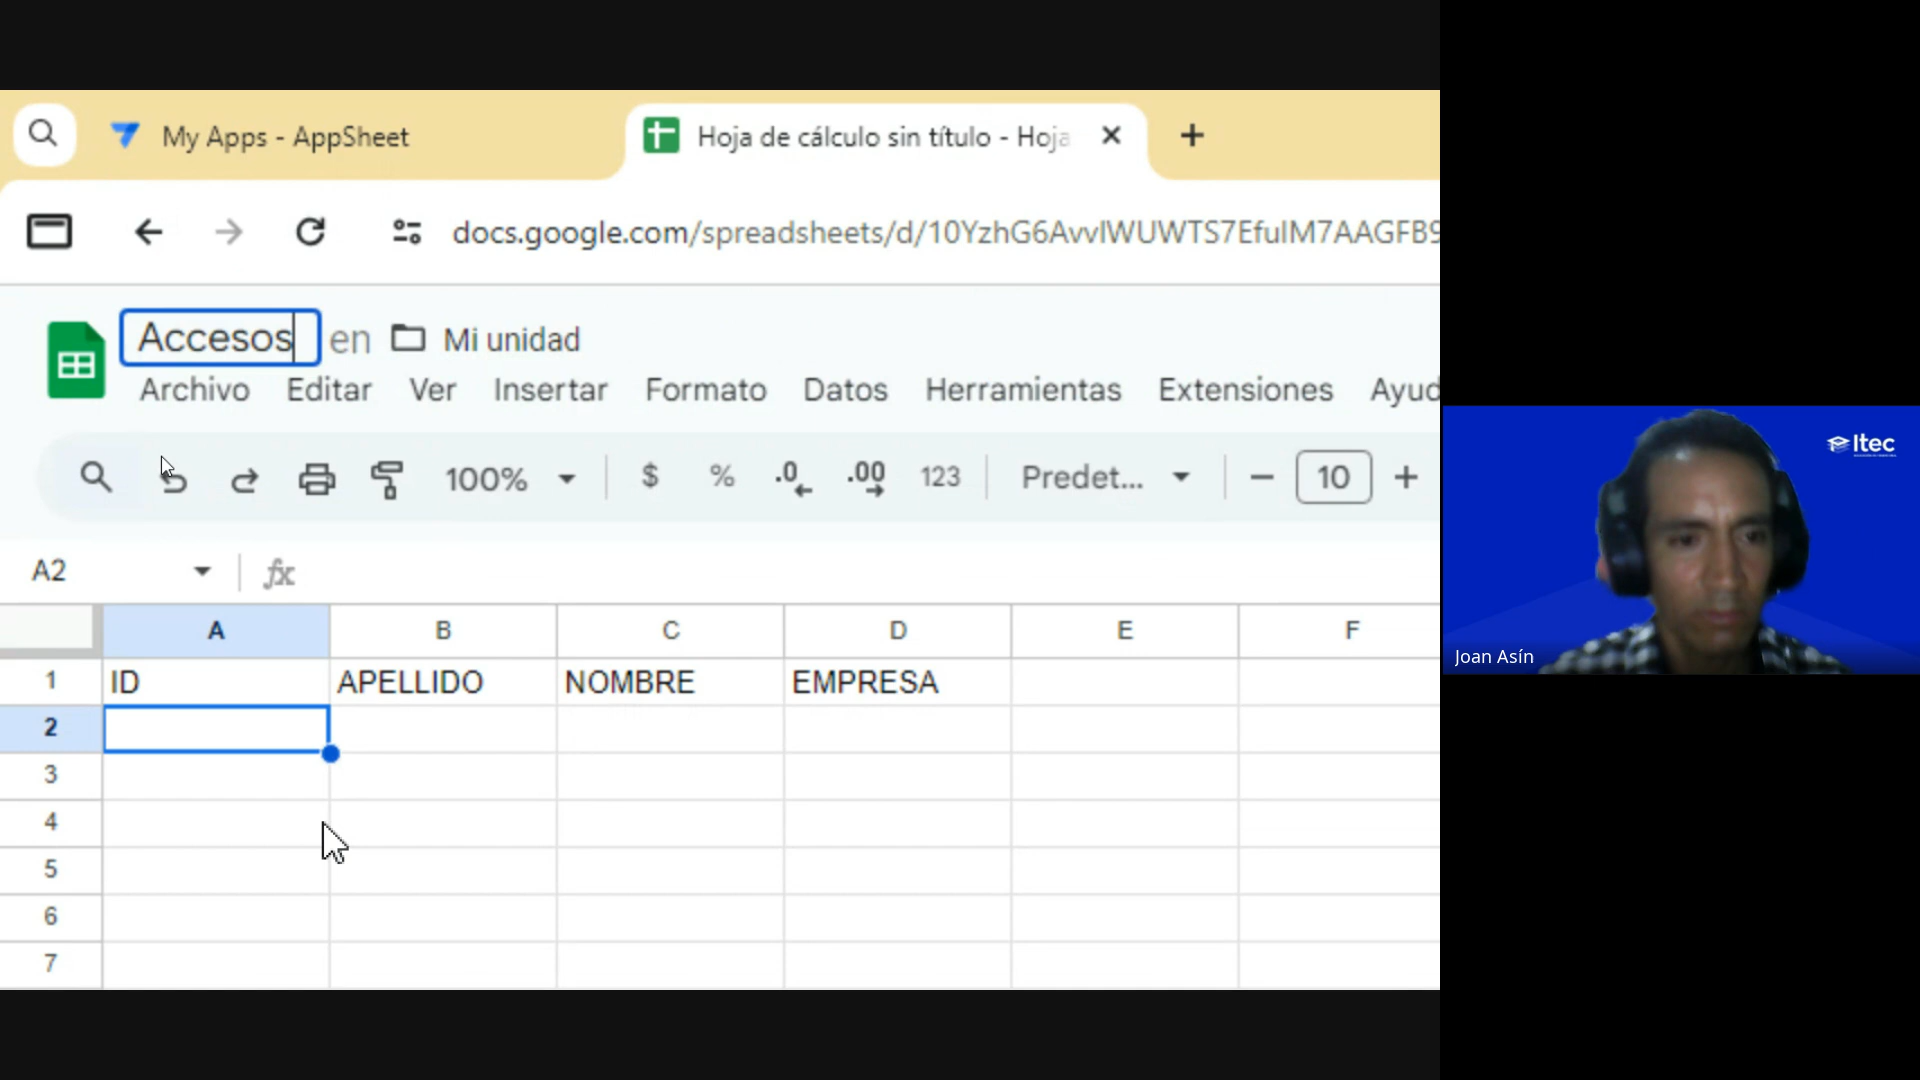 My Apps - AppSheet
Hoja de cálculo sin título - Hoja
docs.google.com/spreadsheets/d/10YzhG6AvvIWUWTS7EfuIM7AAGFB9
Accesos en Mi unidad
Archivo Editar Ver Insertar Formato Datos Herramientas Extensiones Ayud
100% $ % .0 .00 123 Predet... 10
A2 fx
A B C D E F
1 ID APELLIDO NOMBRE EMPRESA
2
3
4
5
6
7
Itec
Joan Asín